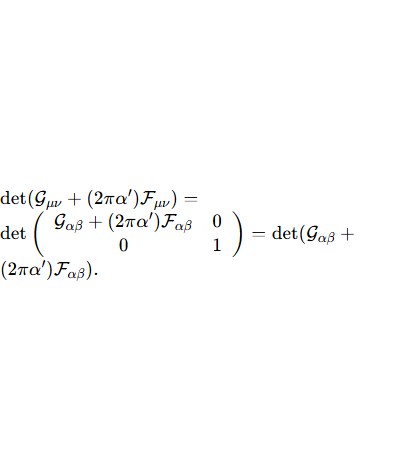 det(𝒢_{μν} + (2πα′)ℱ_{μν}) =
det ( 𝒢_{αβ} + (2πα′)ℱ_{αβ} 0 ; 0 1 ) = det(𝒢_{αβ} +
(2πα′)ℱ_{αβ}).